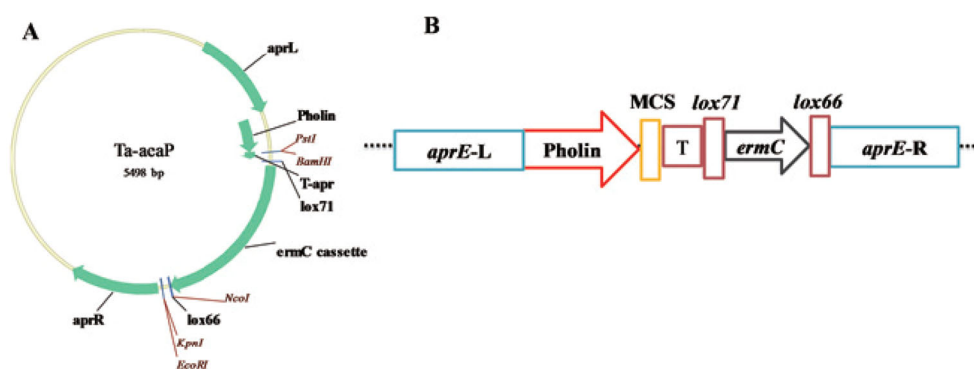 A
aprL
Pholin
PstI
BamHI
Ta-acaP
5498 bp
T-apr
lox71
ermC cassette
NcoI
lox66
aprR
KpnI
EcoRI
B
MCS
lox71
lox66
aprE-L
Pholin
T
ermC
aprE-R